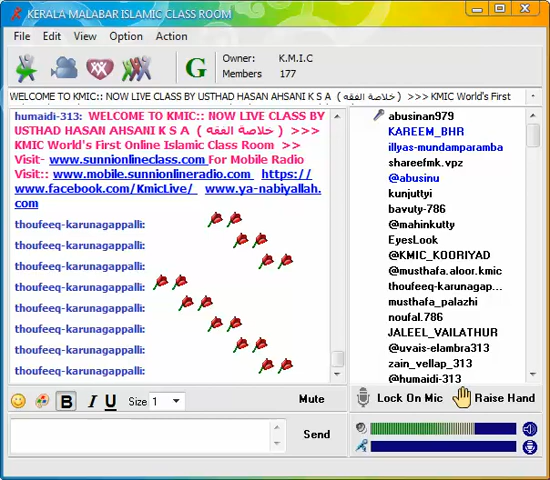 KERALA MALABAR ISLAMIC CLASS ROOM
File Edit View Option Action
G
Owner: K.M.I.C
Members 177
WELCOME TO KMIC:: NOW LIVE CLASS BY USTHAD HASAN AHSANI K S A ( خلاصة الفقه ) >>> KMIC World's First
humaidi-313: WELCOME TO KMIC:: NOW LIVE CLASS BY
USTHAD HASAN AHSANI K S A ( خلاصة الفقه ) >>>
KMIC World's First Online Islamic Class Room >>
Visit- www.sunnionlineclass.com For Mobile Radio
Visit:: www.mobile.sunnionlineradio.com https://
www.facebook.com/KmicLive/ www.ya-nabiyallah.
com
thoufeeq-karunagappalli:
thoufeeq-karunagappalli:
thoufeeq-karunagappalli:
thoufeeq-karunagappalli:
thoufeeq-karunagappalli:
thoufeeq-karunagappalli:
thoufeeq-karunagappalli:
thoufeeq-karunagappalli:
abusinan979
KAREEM_BHR
illyas-mundamparamba
shareefmk.vpz
@abusinu
kunjuttyi
bavuty-786
@mahinkutty
EyesLook
@KMIC_KOORIYAD
@musthafa.aloor.kmic
thoufeeq-karunagap...
musthafa_palazhi
noufal.786
JALEEL_VAILATHUR
@uvais-elambra313
zain_vellap_313
@humaidi-313
B I U Size 1 Mute
Lock On Mic Raise Hand
Send